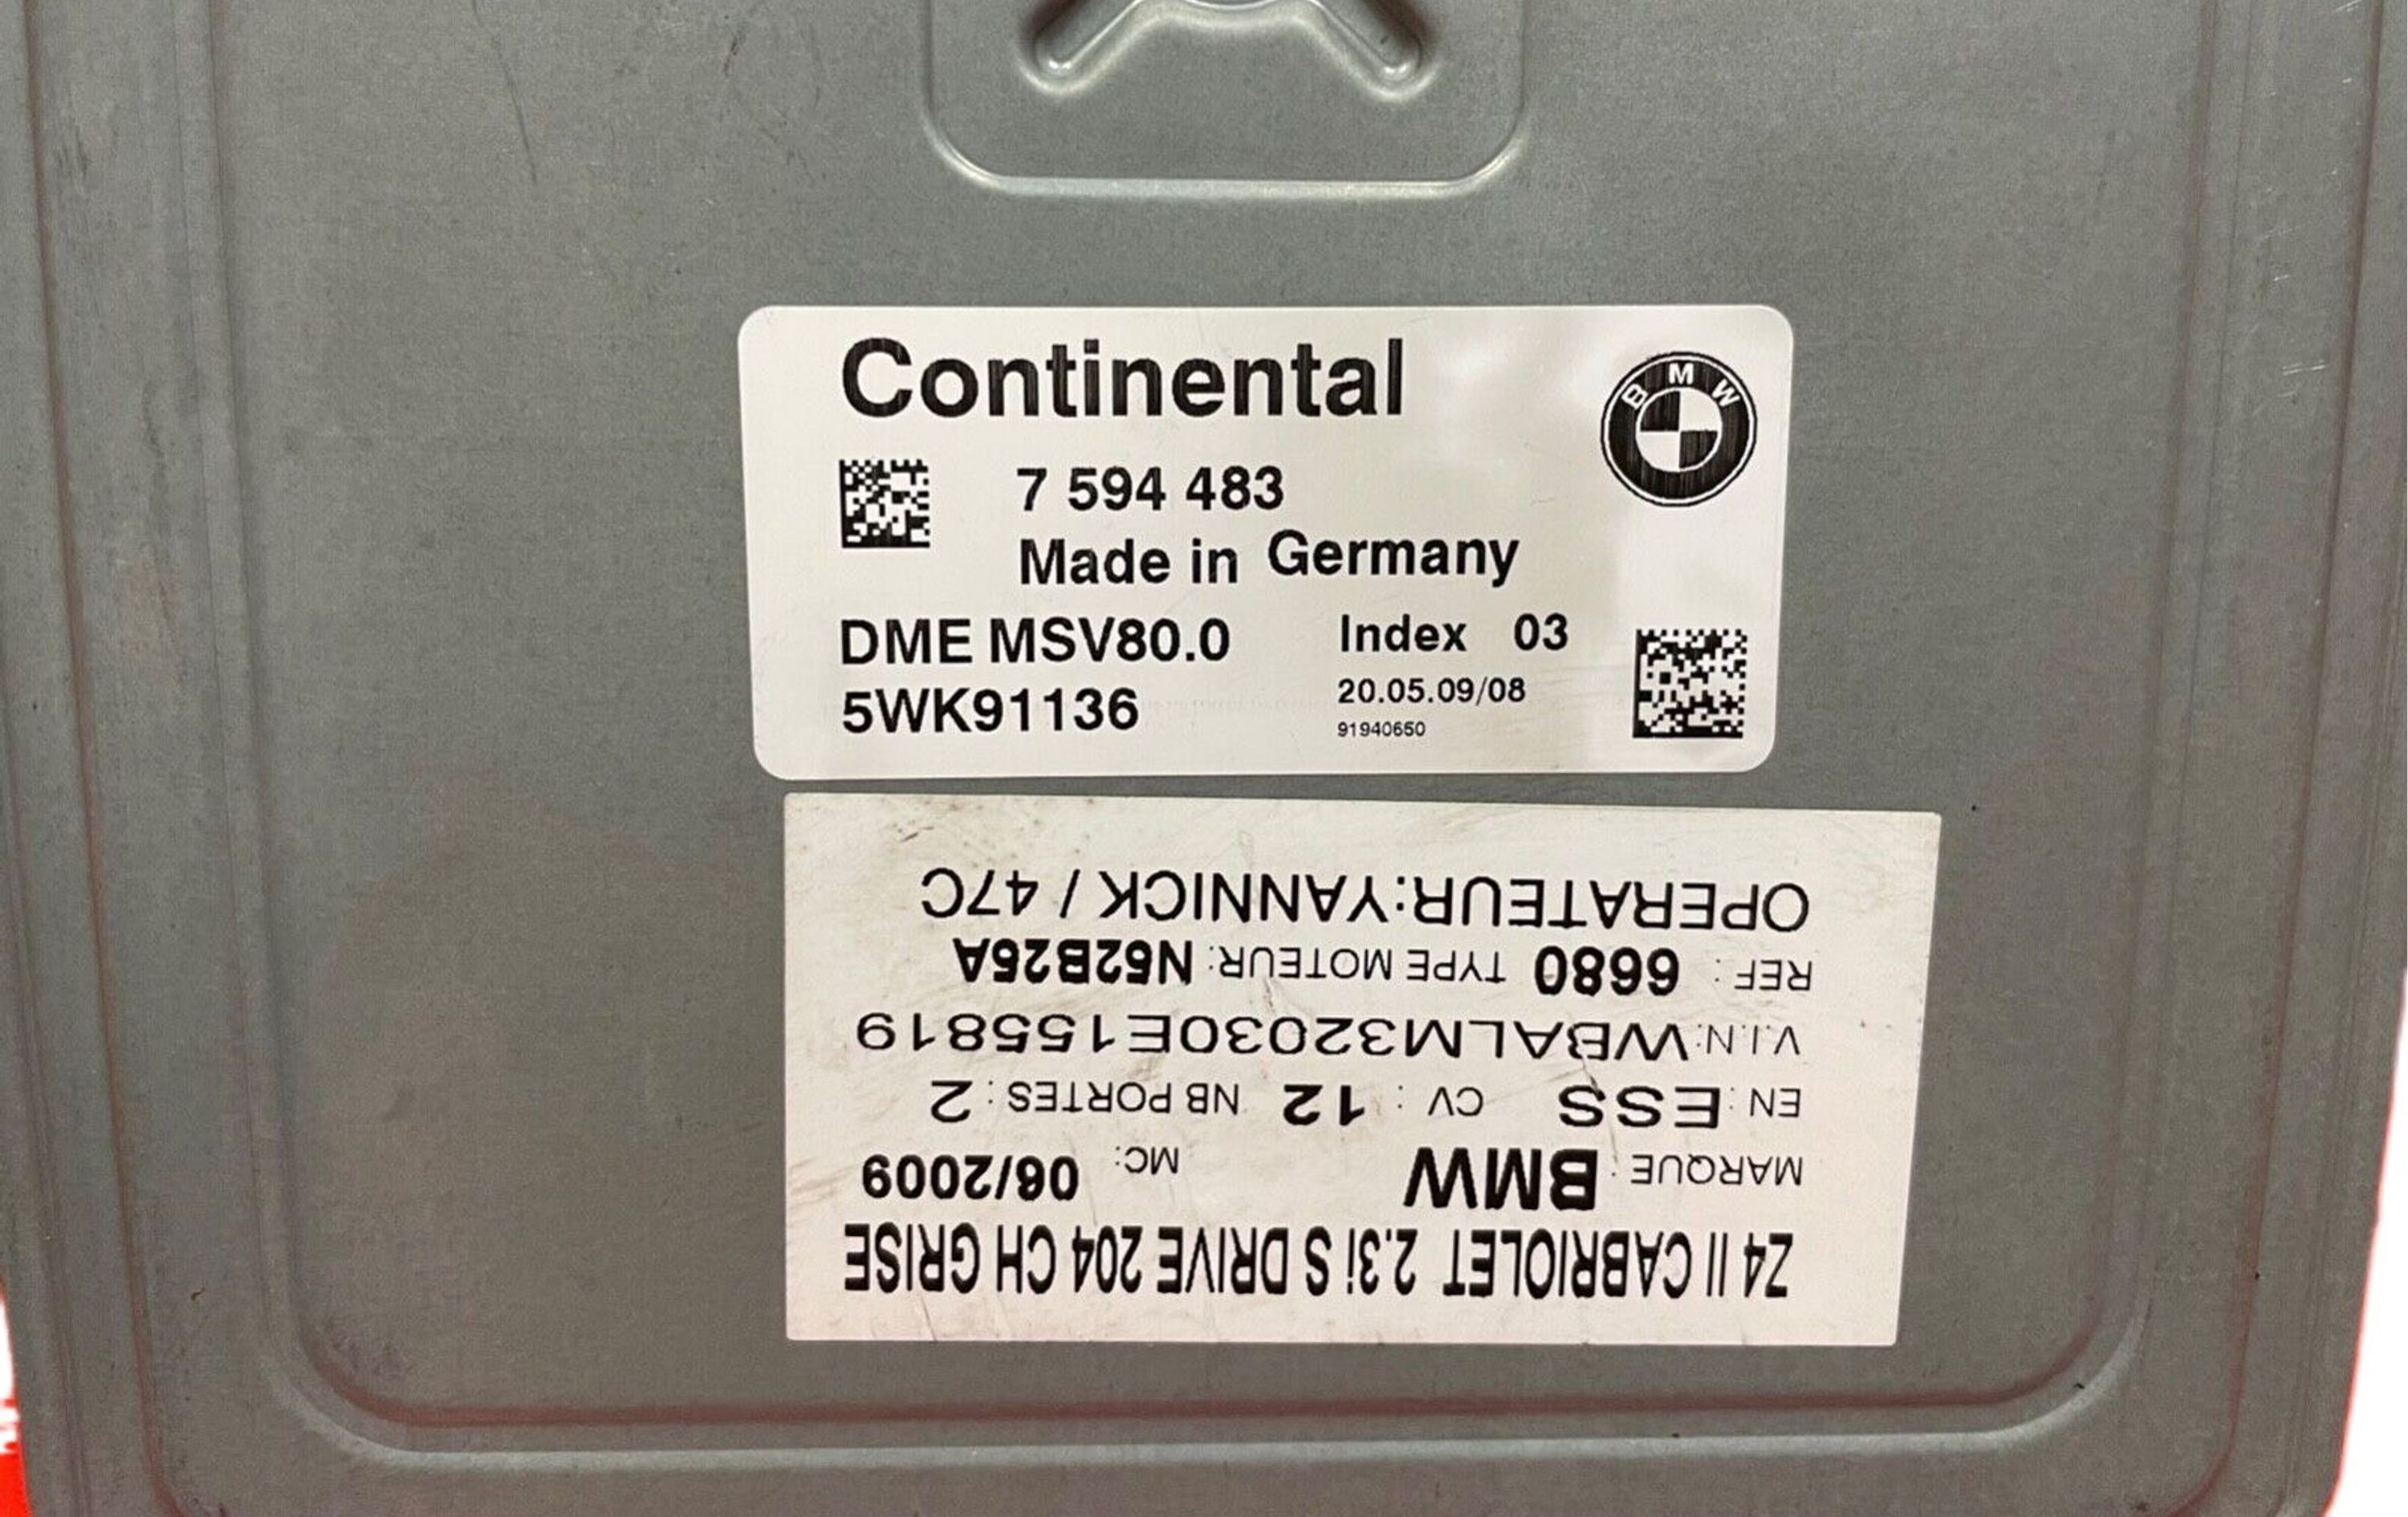 Continental
BMW
7 594 483
Made in Germany
DME MSV80.0 Index 03
5WK91136 20.05.09/08
91940650
Z4 II CABRIOLET 2.3i S DRIVE 204 CH GRISE
MARQUE : BMW MC: 06/2009
EN : ESS CV : 12 NB PORTES : 2
V.I.N: WBALM32030E155819
REF : 6680 TYPE MOTEUR: N52B25A
OPERATEUR:YANNICK / 47C